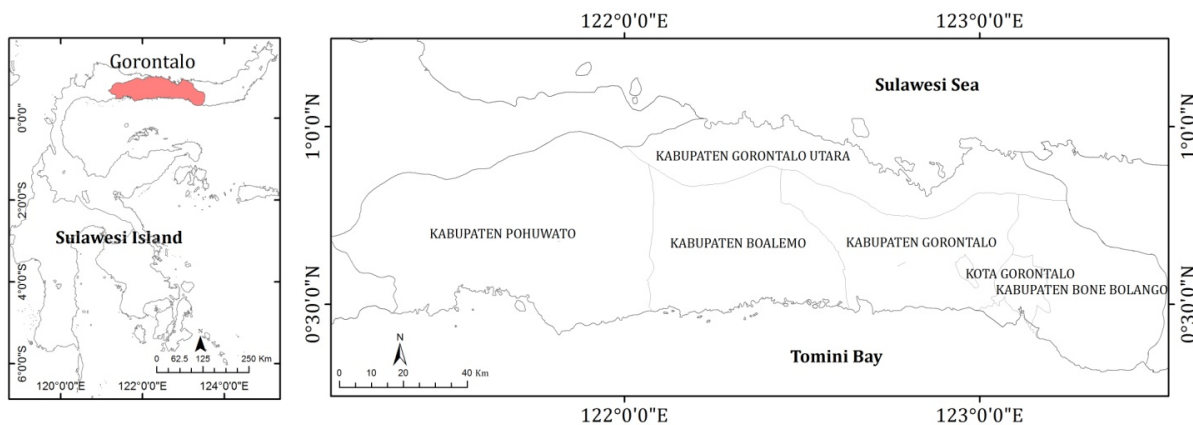 Gorontalo
0°0'0"
2°0'0"S
4°0'0"S
6°0'0"S
Sulawesi Island
N
0 62.5 125 250 Km
120°0'0"E 122°0'0"E 124°0'0"E
122°0'0"E 123°0'0"E
1°0'0"N
0°30'0"N
Sulawesi Sea
KABUPATEN GORONTALO UTARA
KABUPATEN POHUWATO
KABUPATEN BOALEMO
KABUPATEN GORONTALO
KOTA GORONTALO
KABUPATEN BONE BOLANGO
Tomini Bay
N
0 10 20 40 Km
1°0'0"N
0°30'0"N
122°0'0"E 123°0'0"E